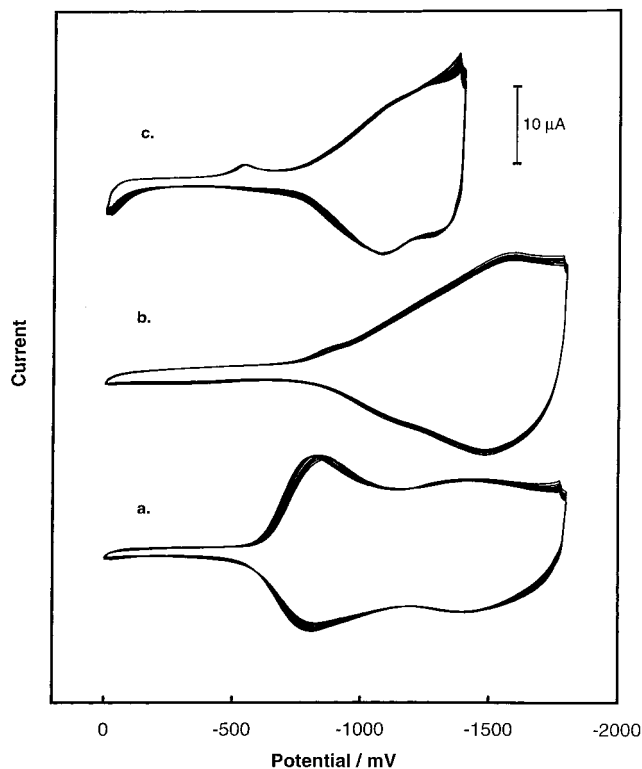 c.
10 μA
b.
Current
a.
0
-500
-1000
-1500
-2000
Potential / mV